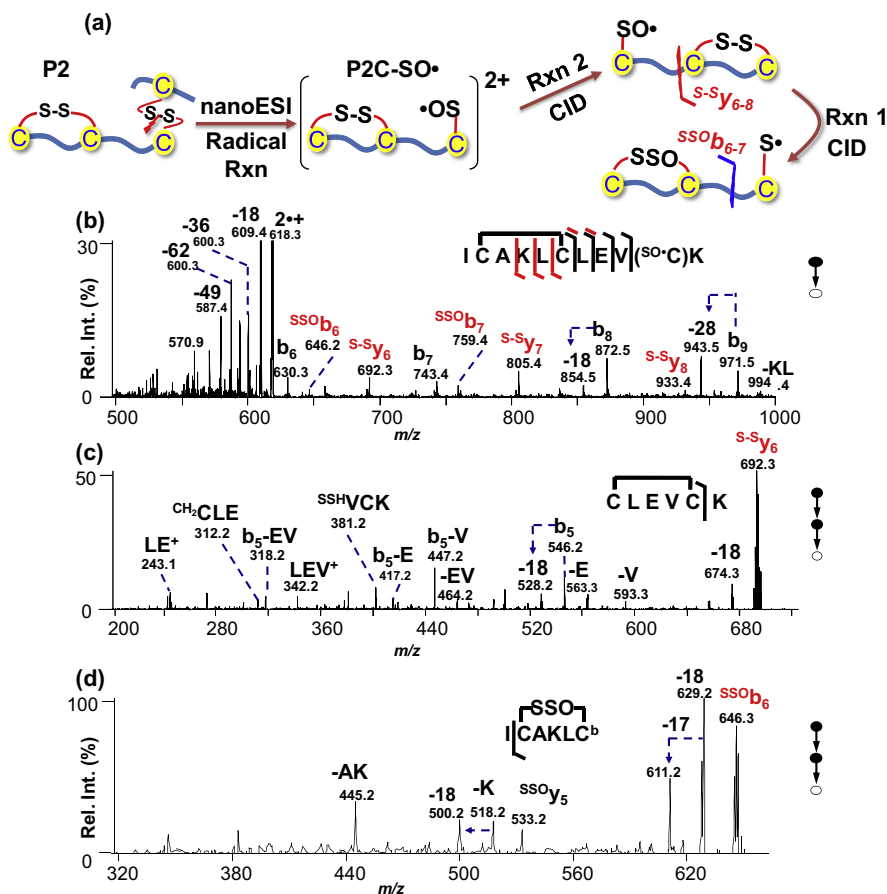 (a)
P2
S-S
C
C
C
C
S-S
nanoESI
Radical
Rxn
P2C-SO•
2+
S-S
•OS
C
C
C
Rxn 2
CID
SO•
S-S
C
C
C
S-Sy6-8
Rxn 1
CID
SSOb6-7
SSO
S•
C
C
C
(b)
30
0
Rel. Int. (%)
-62
600.3
-36
600.3
-18
609.4
2•+
618.3
-49
587.4
570.9
b6
630.3
SSOb6
646.2
S-Sy6
692.3
b7
743.4
SSOb7
759.4
S-Sy7
805.4
-18
854.5
b8
872.5
S-Sy8
933.4
-28
943.5
b9
971.5
-KL
994
.4
I C A K L C L E V (SO•C) K
500 600 700 800 900 1000
m/z
(c)
50
0
LE+
243.1
CH2CLE
312.2
b5-EV
318.2
LEV+
342.2
SSHVCK
381.2
b5-E
417.2
b5-V
447.2
-EV
464.2
-18
528.2
b5
546.2
-E
563.3
-V
593.3
-18
674.3
S-Sy6
692.3
C L E V C K
200 280 360 440 520 600 680
m/z
(d)
100
0
Rel. Int. (%)
-AK
445.2
-18
500.2
-K
518.2
SSOy5
533.2
-17
611.2
-18
629.2
SSOb6
646.3
SSO
I CAKLCb
320 380 440 500 560 620
m/z